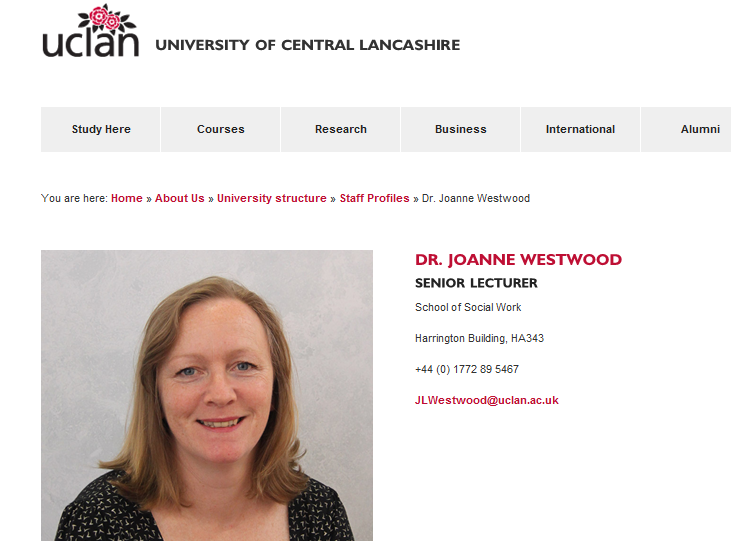 uclan UNIVERSITY OF CENTRAL LANCASHIRE
Study Here Courses Research Business International Alumni
You are here: Home » About Us » University structure » Staff Profiles » Dr. Joanne Westwood
DR. JOANNE WESTWOOD
SENIOR LECTURER
School of Social Work
Harrington Building, HA343
+44 (0) 1772 89 5467
JLWestwood@uclan.ac.uk